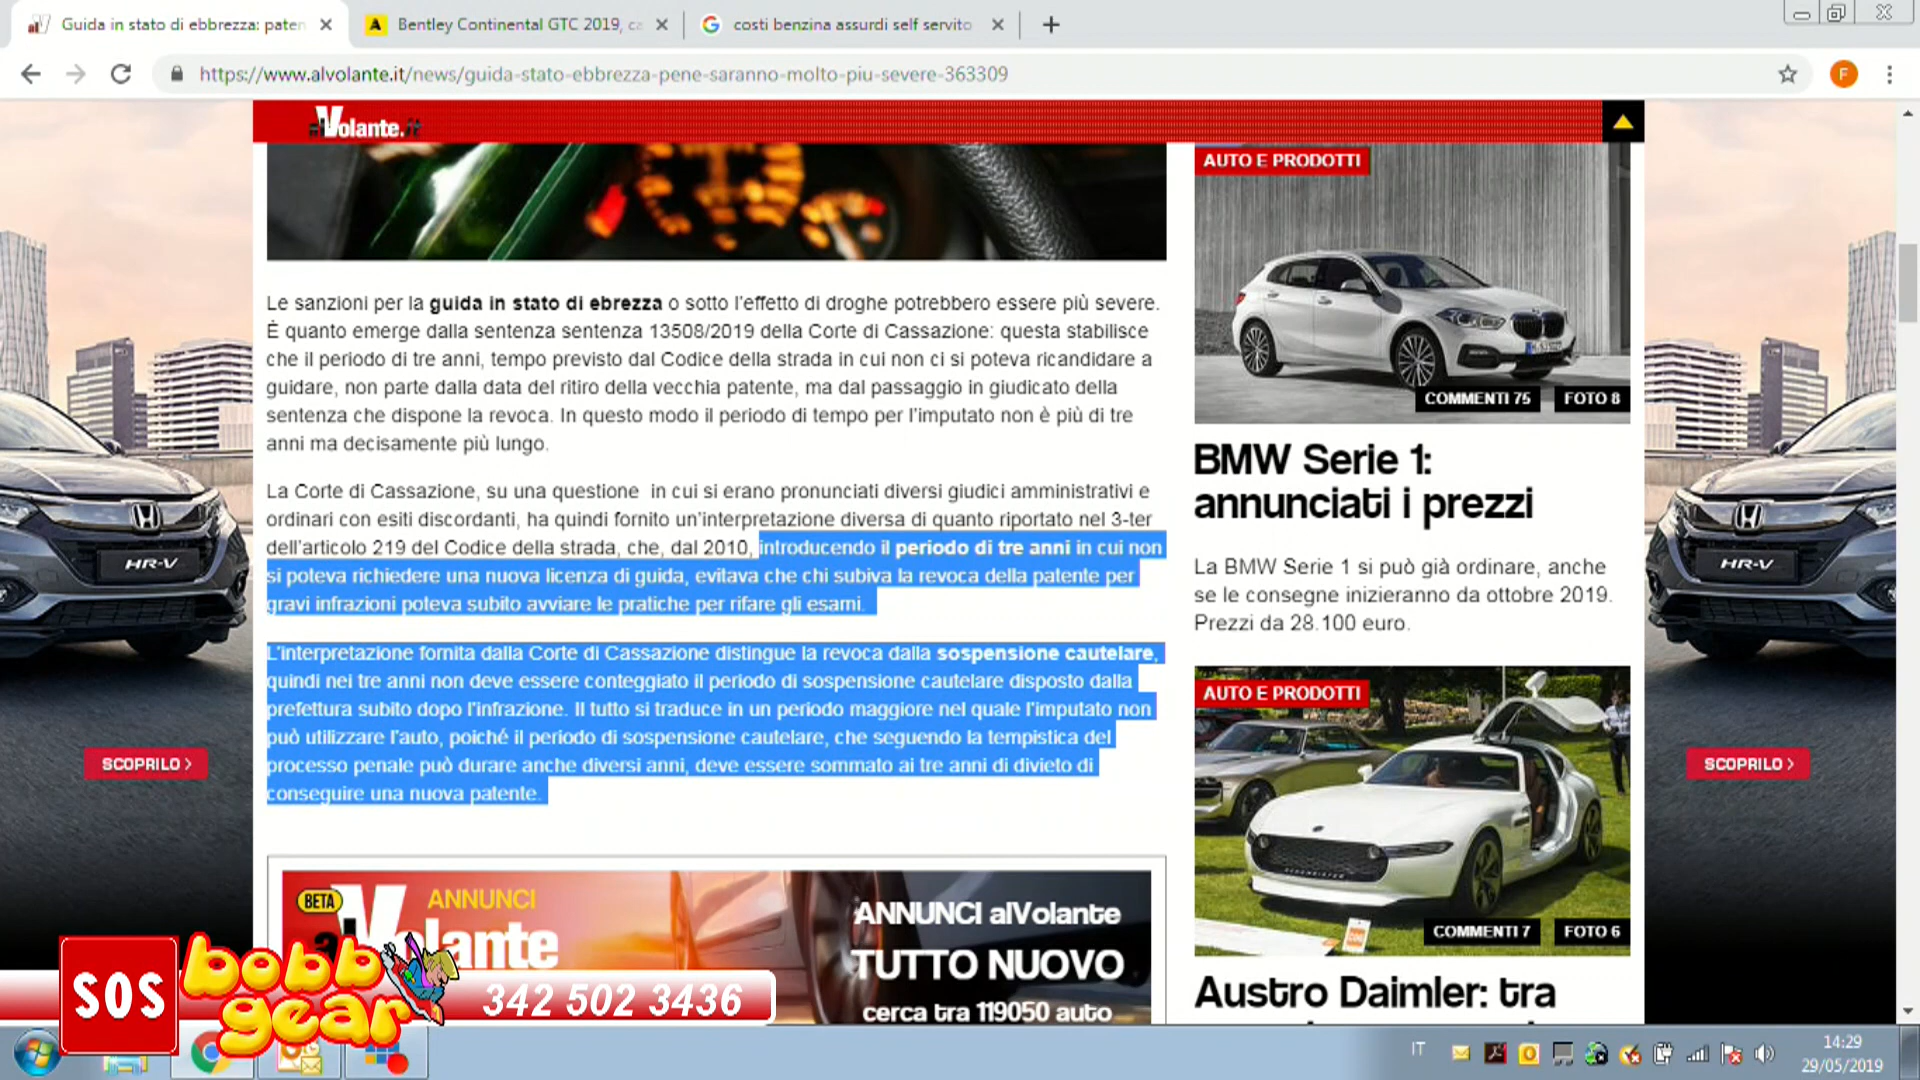 Guida in stato di ebbrezza: paten
Bentley Continental GTC 2019, ca
costi benzina assurdi self servito
https://www.alvolante.it/news/guida-stato-ebbrezza-pene-saranno-molto-piu-severe-363309
F
alVolante.it
Le sanzioni per la guida in stato di ebrezza o sotto l'effetto di droghe potrebbero essere più severe.
È quanto emerge dalla sentenza sentenza 13508/2019 della Corte di Cassazione: questa stabilisce
che il periodo di tre anni, tempo previsto dal Codice della strada in cui non ci si poteva ricandidare a
guidare, non parte dalla data del ritiro della vecchia patente, ma dal passaggio in giudicato della
sentenza che dispone la revoca. In questo modo il periodo di tempo per l'imputato non è più di tre
anni ma decisamente più lungo.
La Corte di Cassazione, su una questione  in cui si erano pronunciati diversi giudici amministrativi e
ordinari con esiti discordanti, ha quindi fornito un'interpretazione diversa di quanto riportato nel 3-ter
dell'articolo 219 del Codice della strada, che, dal 2010, introducendo il periodo di tre anni in cui non
si poteva richiedere una nuova licenza di guida, evitava che chi subiva la revoca della patente per
gravi infrazioni poteva subito avviare le pratiche per rifare gli esami.
L'interpretazione fornita dalla Corte di Cassazione distingue la revoca dalla sospensione cautelare,
quindi nei tre anni non deve essere conteggiato il periodo di sospensione cautelare disposto dalla
prefettura subito dopo l'infrazione. Il tutto si traduce in un periodo maggiore nel quale l'imputato non
può utilizzare l'auto, poiché il periodo di sospensione cautelare, che seguendo la tempistica del
processo penale può durare anche diversi anni, deve essere sommato ai tre anni di divieto di
conseguire una nuova patente.
AUTO E PRODOTTI
COMMENTI 75
FOTO 8
BMW Serie 1:
annunciati i prezzi
La BMW Serie 1 si può già ordinare, anche
se le consegne inizieranno da ottobre 2019.
Prezzi da 28.100 euro.
AUTO E PRODOTTI
COMMENTI 7
FOTO 6
Austro Daimler: tra
HR-V
SCOPRILO >
HR-V
SCOPRILO >
BETA
ANNUNCI
alVolante
ANNUNCI alVolante
TUTTO NUOVO
cerca tra 119050 auto
SOS
bobb
gear
342 502 3436
IT
14:29
29/05/2019